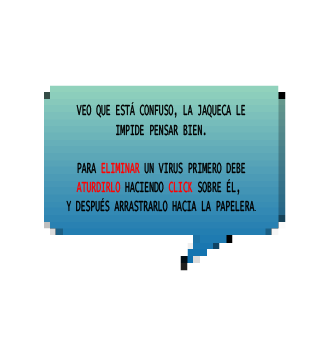 VEO QUE ESTÁ CONFUSO, LA JAQUECA LE
IMPIDE PENSAR BIEN.
PARA ELIMINAR UN VIRUS PRIMERO DEBE
ATURDIRLO HACIENDO CLICK SOBRE ÉL,
Y DESPUÉS ARRASTRARLO HACIA LA PAPELERA.